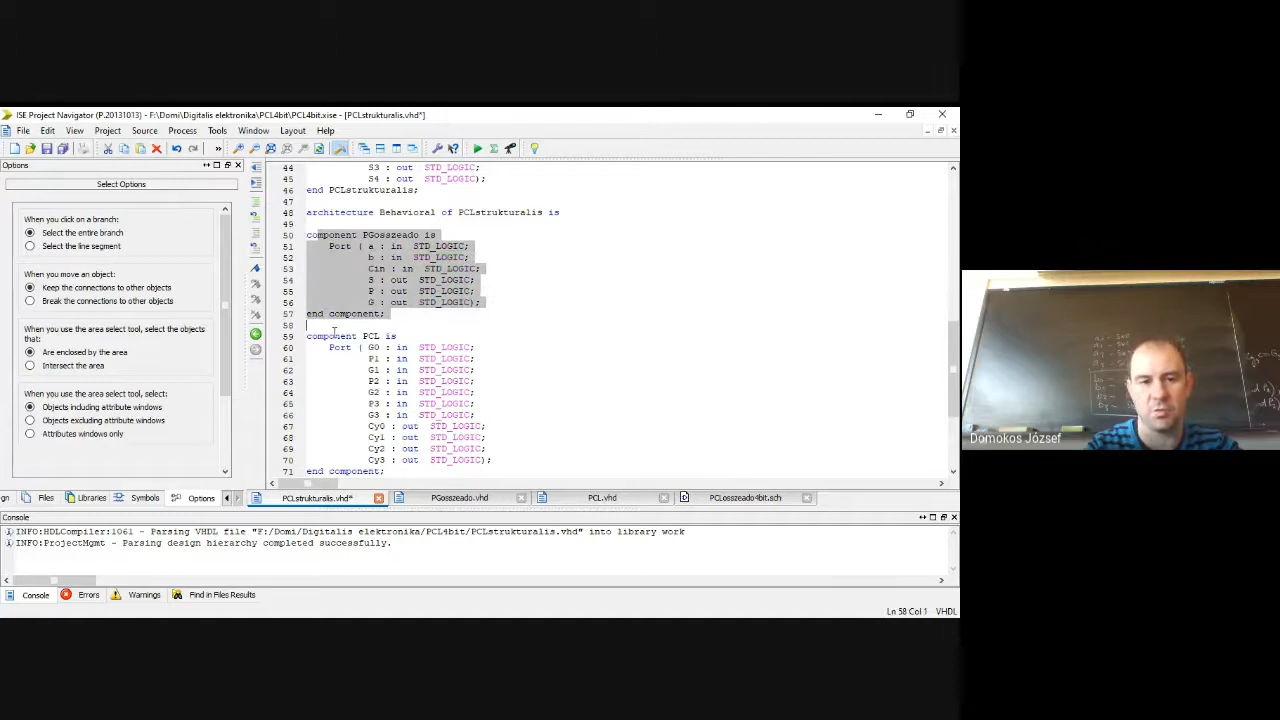 ISE Project Navigator (P.20131013) - F:\Domi\Digitalis elektronika\PCL4bit\PCL4bit.xise - [PCLstrukturalis.vhd*]
File Edit View Project Source Process Tools Window Layout Help
Options
Select Options
When you click on a branch:
Select the entire branch
Select the line segment
When you move an object:
Keep the connections to other objects
Break the connections to other objects
When you use the area select tool, select the objects
that:
Are enclosed by the area
Intersect the area
When you use the area select tool, select:
Objects including attribute windows
Objects excluding attribute windows
Attributes windows only
44 S3 : out STD_LOGIC;
45 S4 : out STD_LOGIC);
46 end PCLstrukturalis;
47
48 architecture Behavioral of PCLstrukturalis is
49
50 component PGosszeado is
51 Port ( a : in STD_LOGIC;
52 b : in STD_LOGIC;
53 Cin : in STD_LOGIC;
54 S : out STD_LOGIC;
55 P : out STD_LOGIC;
56 G : out STD_LOGIC);
57 end component;
58
59 component PCL is
60 Port ( G0 : in STD_LOGIC;
61 P1 : in STD_LOGIC;
62 G1 : in STD_LOGIC;
63 P2 : in STD_LOGIC;
64 G2 : in STD_LOGIC;
65 P3 : in STD_LOGIC;
66 G3 : in STD_LOGIC;
67 Cy0 : out STD_LOGIC;
68 Cy1 : out STD_LOGIC;
69 Cy2 : out STD_LOGIC;
70 Cy3 : out STD_LOGIC);
71 end component;
gn Files Libraries Symbols Options
PCLstrukturalis.vhd* PGosszeado.vhd PCL.vhd PCLosszeado4bit.sch
Console
INFO:HDLCompiler:1061 - Parsing VHDL file "F:/Domi/Digitalis elektronika/PCL4bit/PCLstrukturalis.vhd" into library work
INFO:ProjectMgmt - Parsing design hierarchy completed successfully.
Console Errors Warnings Find in Files Results
Ln 58 Col 1 VHDL
Domokos József